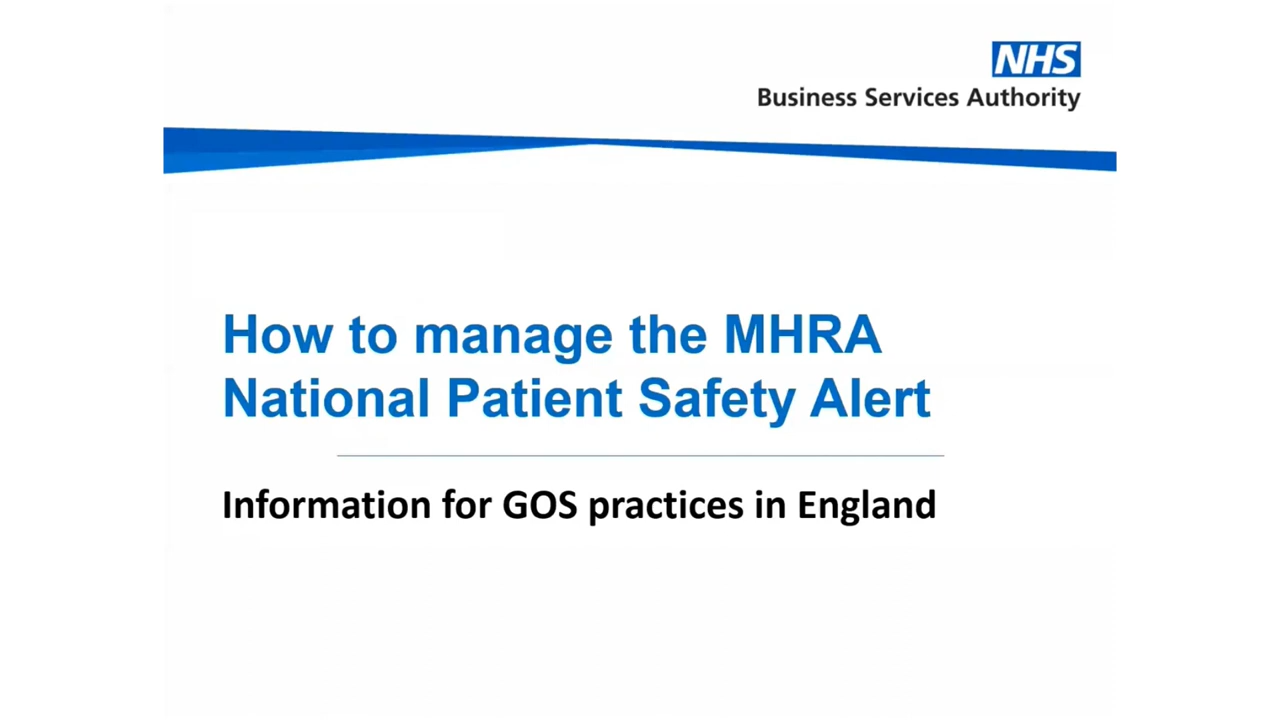 NHS
Business Services Authority
How to manage the MHRA
National Patient Safety Alert
Information for GOS practices in England